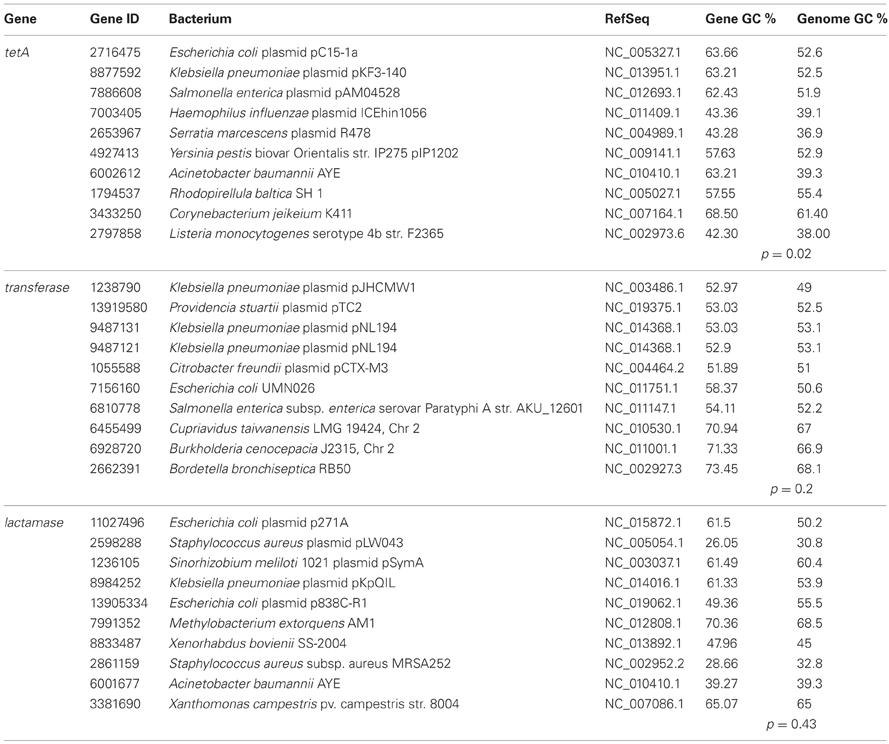 Gene Gene ID Bacterium RefSeq Gene GC % Genome GC %
tetA 2716475 Escherichia coli plasmid pC15-1a NC_005327.1 63.66 52.6
8877592 Klebsiella pneumoniae plasmid pKF3-140 NC_013951.1 63.21 52.5
7886608 Salmonella enterica plasmid pAM04528 NC_012693.1 62.43 51.9
7003405 Haemophilus influenzae plasmid ICEhin1056 NC_011409.1 43.36 39.1
2653967 Serratia marcescens plasmid R478 NC_004989.1 43.28 36.9
4927413 Yersinia pestis biovar Orientalis str. IP275 pIP1202 NC_009141.1 57.63 52.9
6002612 Acinetobacter baumannii AYE NC_010410.1 63.21 39.3
1794537 Rhodopirellula baltica SH 1 NC_005027.1 57.55 55.4
3433250 Corynebacterium jeikeium K411 NC_007164.1 68.50 61.40
2797858 Listeria monocytogenes serotype 4b str. F2365 NC_002973.6 42.30 38.00
p = 0.02
transferase 1238790 Klebsiella pneumoniae plasmid pJHCMW1 NC_003486.1 52.97 49
13919580 Providencia stuartii plasmid pTC2 NC_019375.1 53.03 52.5
9487131 Klebsiella pneumoniae plasmid pNL194 NC_014368.1 53.03 53.1
9487121 Klebsiella pneumoniae plasmid pNL194 NC_014368.1 52.9 53.1
1055588 Citrobacter freundii plasmid pCTX-M3 NC_004464.2 51.89 51
7156160 Escherichia coli UMN026 NC_011751.1 58.37 50.6
6810778 Salmonella enterica subsp. enterica serovar Paratyphi A str. AKU_12601 NC_011147.1 54.11 52.2
6455499 Cupriavidus taiwanensis LMG 19424, Chr 2 NC_010530.1 70.94 67
6928720 Burkholderia cenocepacia J2315, Chr 2 NC_011001.1 71.33 66.9
2662391 Bordetella bronchiseptica RB50 NC_002927.3 73.45 68.1
p = 0.2
lactamase 11027496 Escherichia coli plasmid p271A NC_015872.1 61.5 50.2
2598288 Staphylococcus aureus plasmid pLW043 NC_005054.1 26.05 30.8
1236105 Sinorhizobium meliloti 1021 plasmid pSymA NC_003037.1 61.49 60.4
8984252 Klebsiella pneumoniae plasmid pKpQIL NC_014016.1 61.33 53.9
13905334 Escherichia coli plasmid p838C-R1 NC_019062.1 49.36 55.5
7991352 Methylobacterium extorquens AM1 NC_012808.1 70.36 68.5
8833487 Xenorhabdus bovienii SS-2004 NC_013892.1 47.96 45
2861159 Staphylococcus aureus subsp. aureus MRSA252 NC_002952.2 28.66 32.8
6001677 Acinetobacter baumannii AYE NC_010410.1 39.27 39.3
3381690 Xanthomonas campestris pv. campestris str. 8004 NC_007086.1 65.07 65
p = 0.43